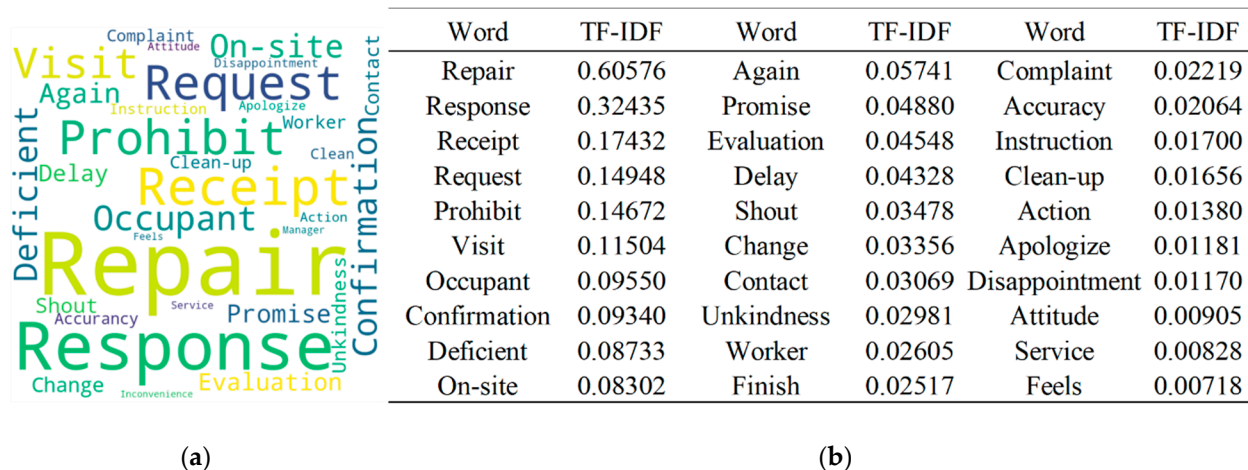 Complaint
Attitude
On-site
Visit
Disappointment
Contact
Request
Again
Instruction
Apologize
Worker
Deficient
Prohibit
Confirmation
Clean-up
Clean
Delay
Receipt
Occupant
Action
Feels
Manager
Repair
Unkindness
Shout
Service
Accurancy
Promise
Response
Change
Evaluation
Inconvenience
(a)
Word TF-IDF Word TF-IDF Word TF-IDF
Repair 0.60576 Again 0.05741 Complaint 0.02219
Response 0.32435 Promise 0.04880 Accuracy 0.02064
Receipt 0.17432 Evaluation 0.04548 Instruction 0.01700
Request 0.14948 Delay 0.04328 Clean-up 0.01656
Prohibit 0.14672 Shout 0.03478 Action 0.01380
Visit 0.11504 Change 0.03356 Apologize 0.01181
Occupant 0.09550 Contact 0.03069 Disappointment 0.01170
Confirmation 0.09340 Unkindness 0.02981 Attitude 0.00905
Deficient 0.08733 Worker 0.02605 Service 0.00828
On-site 0.08302 Finish 0.02517 Feels 0.00718
(b)